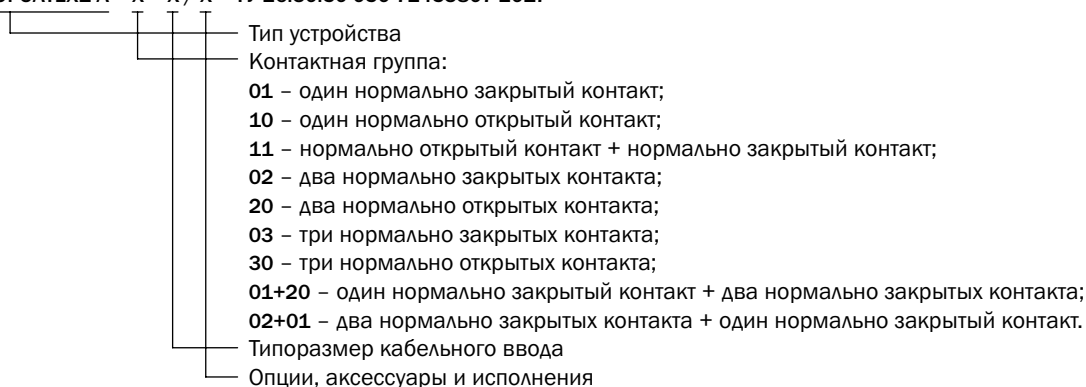 Тип устройства
Контактная группа:
01 – один нормально закрытый контакт;
10 – один нормально открытый контакт;
11 – нормально открытый контакт + нормально закрытый контакт;
02 – два нормально закрытых контакта;
20 – два нормально открытых контакта;
03 – три нормально закрытых контакта;
30 – три нормально открытых контакта;
01+20 – один нормально закрытый контакт + два нормально закрытых контакта;
02+01 – два нормально закрытых контакта + один нормально закрытый контакт.
Типоразмер кабельного ввода
Опции, аксессуары и исполнения